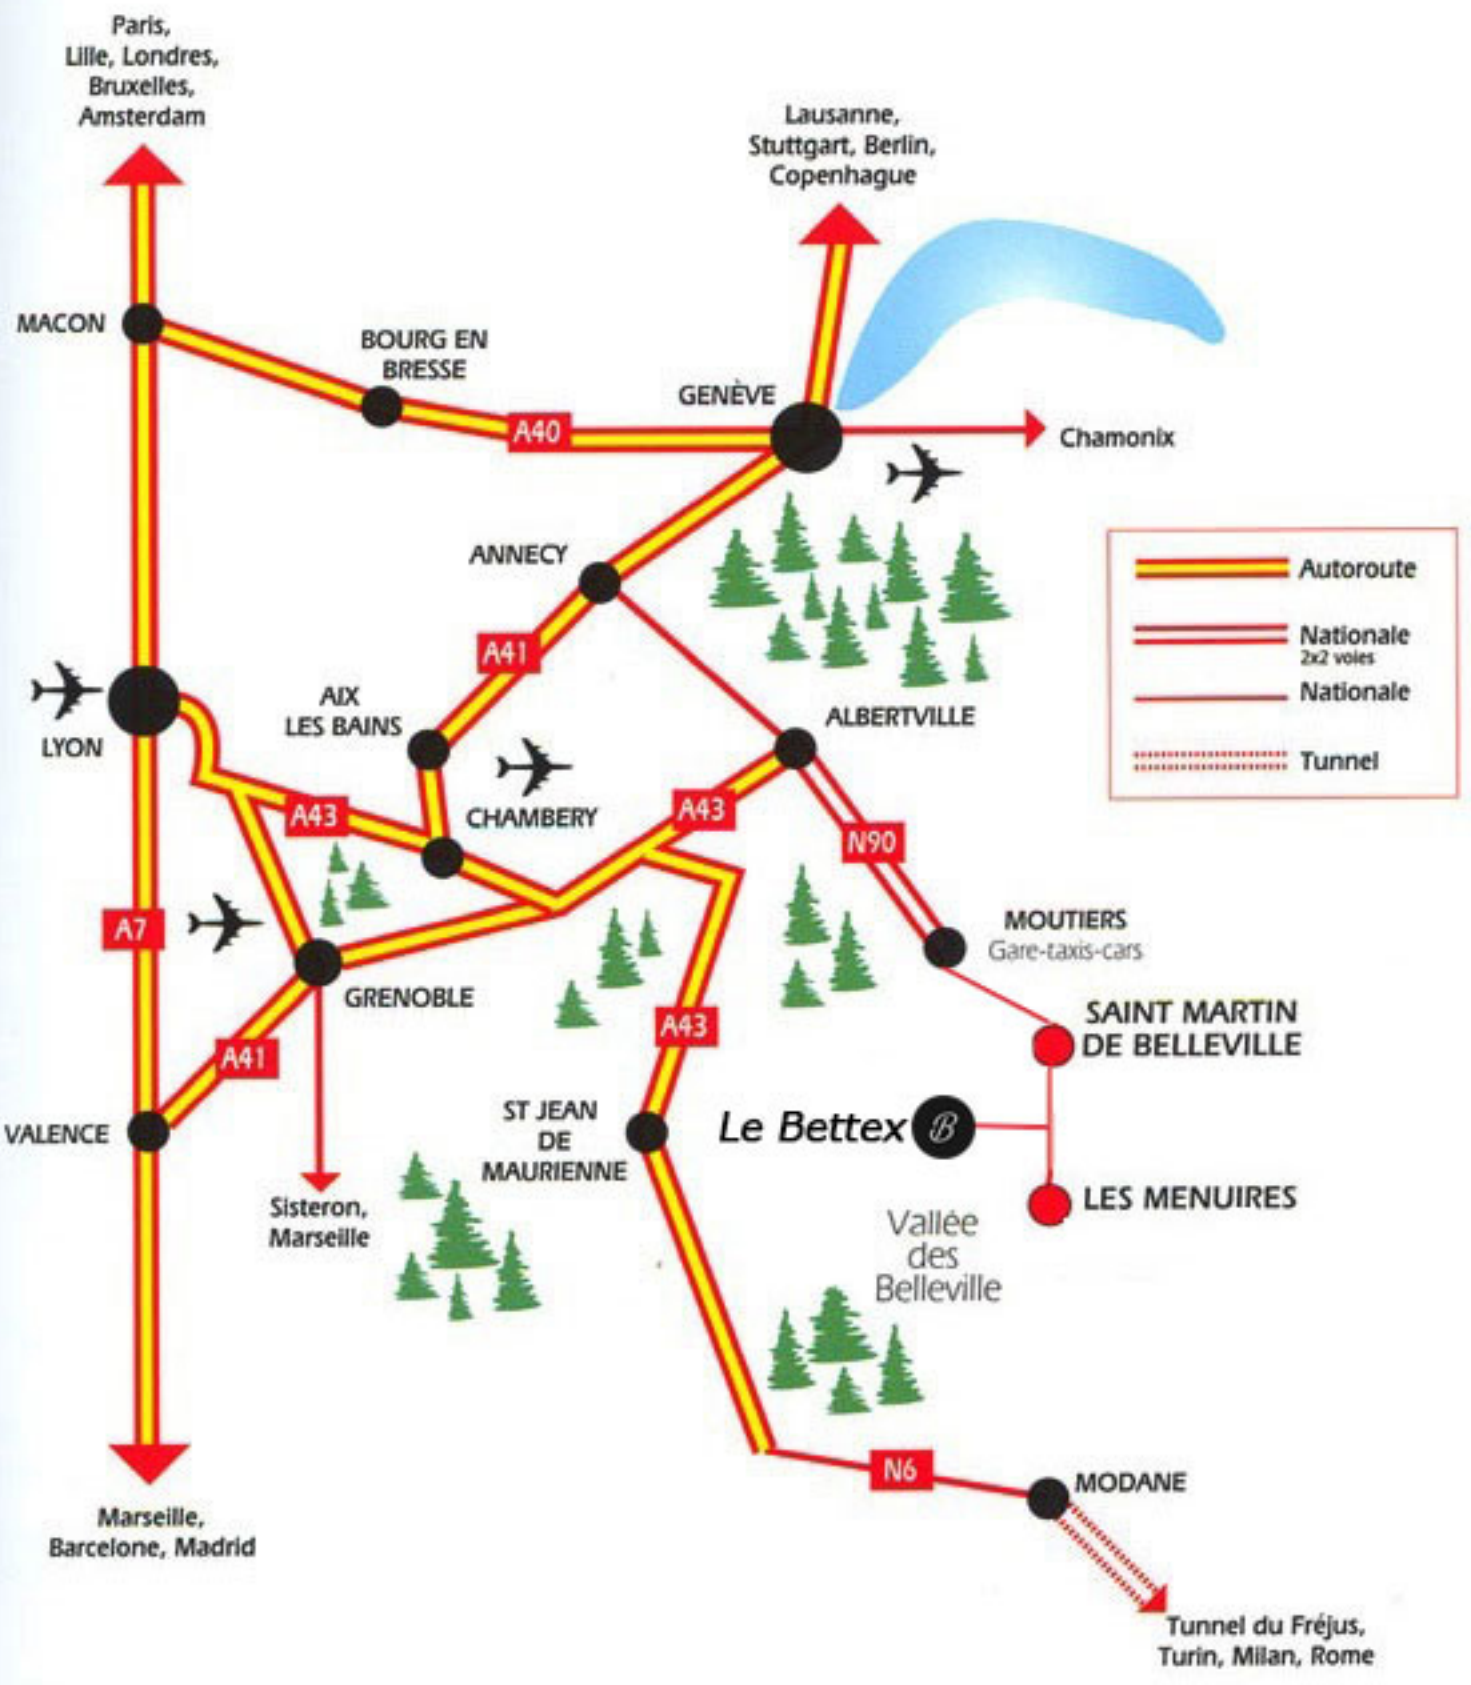 Paris,
Lille, Londres,
Bruxelles,
Amsterdam
Lausanne,
Stuttgart, Berlin,
Copenhague
MACON
BOURG EN
BRESSE
GENÈVE
A40
Chamonix
ANNECY
Autoroute
A41
Nationale
2x2 voies
Nationale
AIX
LES BAINS
ALBERTVILLE
LYON
Tunnel
A43
CHAMBERY
A43
N90
A7
MOUTIERS
Gare-taxis-cars
GRENOBLE
SAINT MARTIN
DE BELLEVILLE
A43
A41
VALENCE
ST JEAN
DE
MAURIENNE
Le Bettex
B
Sisteron,
Marseille
LES MENUIRES
Vallée
des
Belleville
N6
MODANE
Marseille,
Barcelone, Madrid
Tunnel du Fréjus,
Turin, Milan, Rome